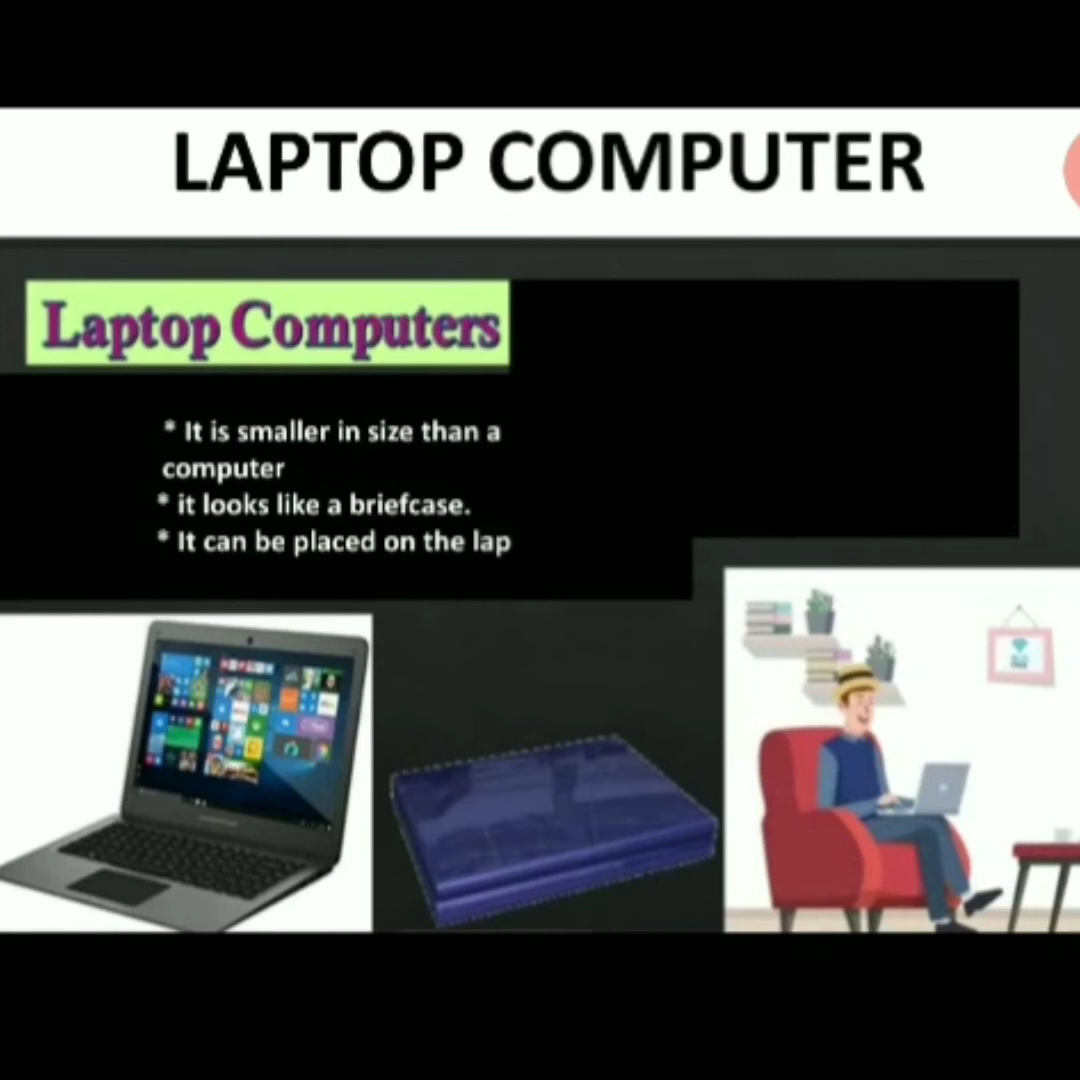 LAPTOP COMPUTER
Laptop Computers
* It is smaller in size than a
computer
* it looks like a briefcase.
* It can be placed on the lap